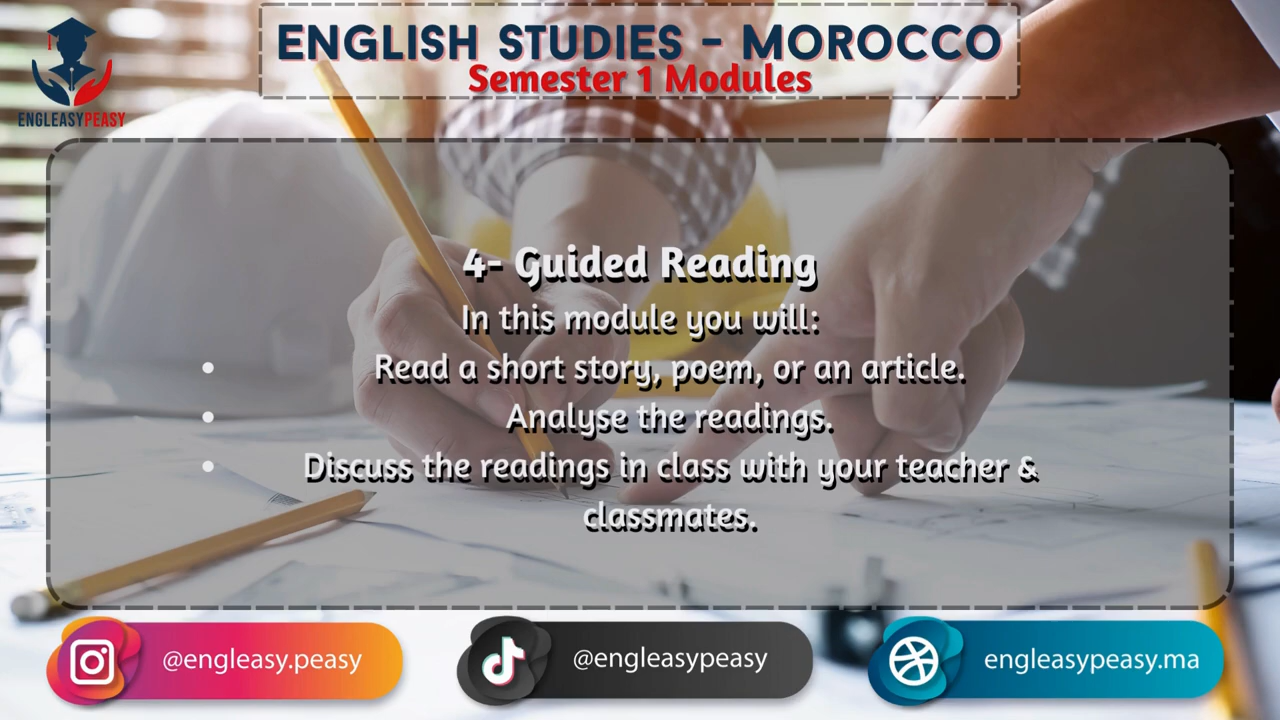 ENGLISH STUDIES - MOROCCO
Semester 1 Modules
ENGLEASYPEASY
4- Guided Reading
In this module you will:
• Read a short story, poem, or an article.
• Analyse the readings.
• Discuss the readings in class with your teacher &
classmates.
@engleasy.peasy
@engleasypeasy
engleasypeasy.ma